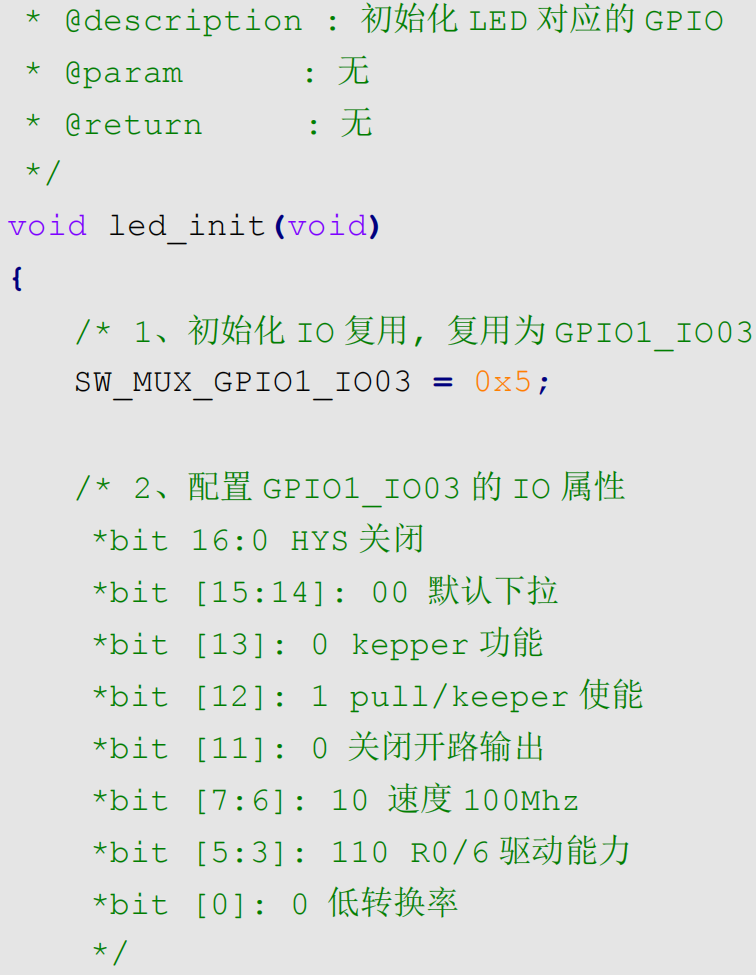 * @description : 初始化 LED 对应的 GPIO
* @param : 无
* @return : 无
*/
void led_init(void)
{
/* 1、初始化 IO 复用, 复用为 GPIO1_IO03
SW_MUX_GPIO1_IO03 = 0x5;
/* 2、配置 GPIO1_IO03 的 IO 属性
*bit 16:0 HYS 关闭
*bit [15:14]: 00 默认下拉
*bit [13]: 0 kepper 功能
*bit [12]: 1 pull/keeper 使能
*bit [11]: 0 关闭开路输出
*bit [7:6]: 10 速度 100Mhz
*bit [5:3]: 110 R0/6 驱动能力
*bit [0]: 0 低转换率
*/